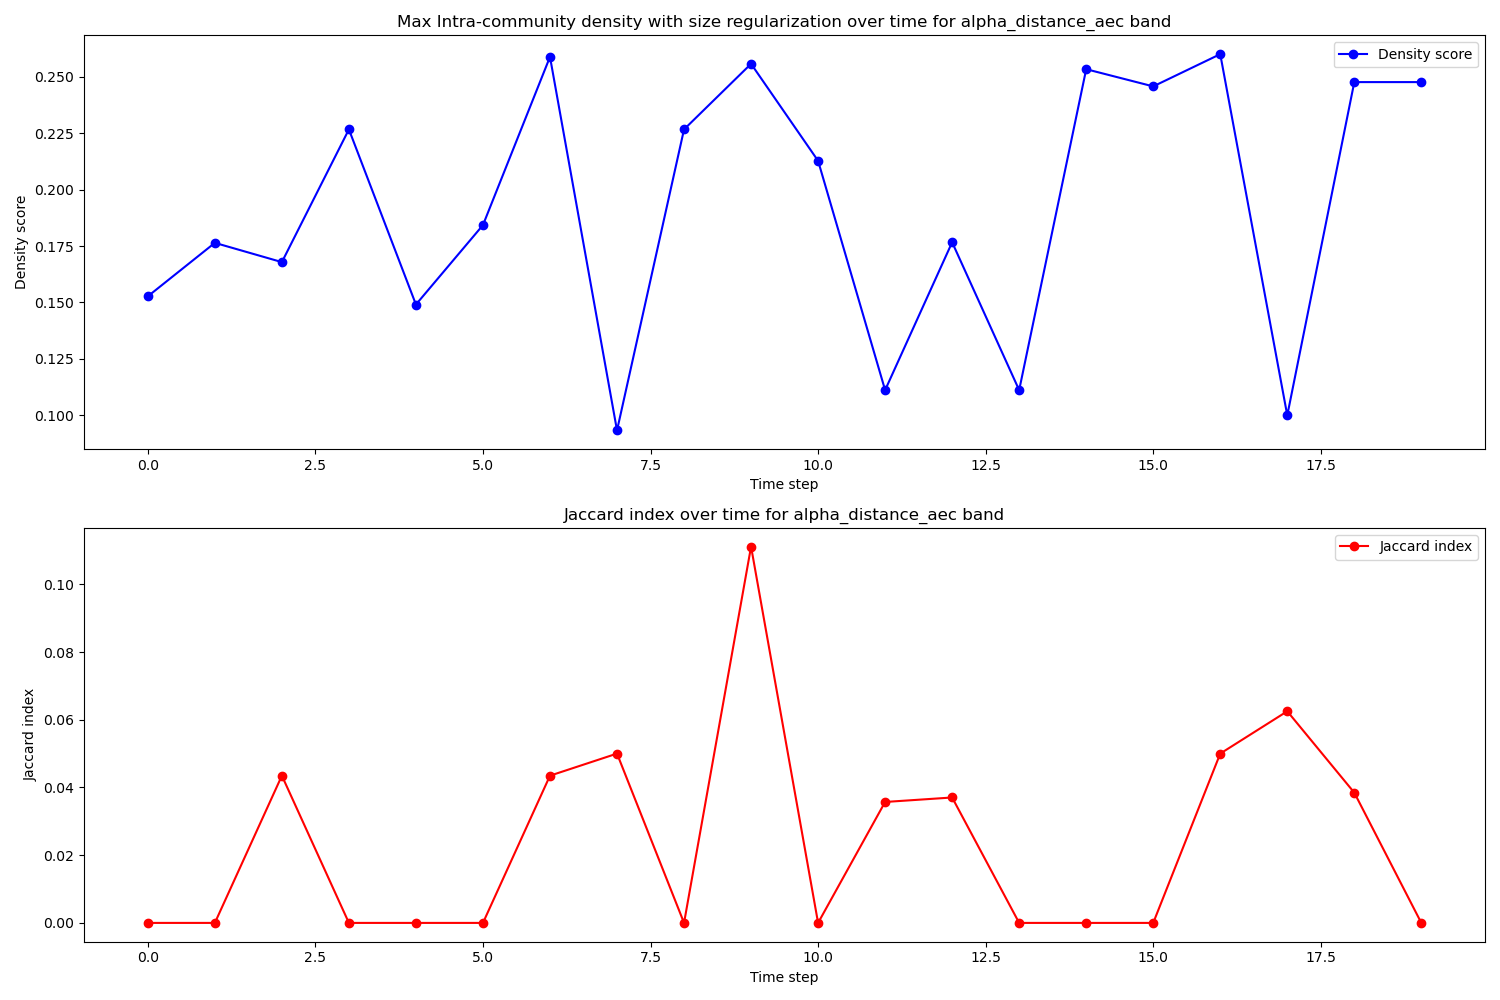 Max Intra-community density with size regularization over time for alpha_distance_aec band
Density score
Density score
0.250
0.225
0.200
0.175
0.150
0.125
0.100
0.0 2.5 5.0 7.5 10.0 12.5 15.0 17.5
Time step
Jaccard index over time for alpha_distance_aec band
Jaccard index
Jaccard index
0.10
0.08
0.06
0.04
0.02
0.00
0.0 2.5 5.0 7.5 10.0 12.5 15.0 17.5
Time step